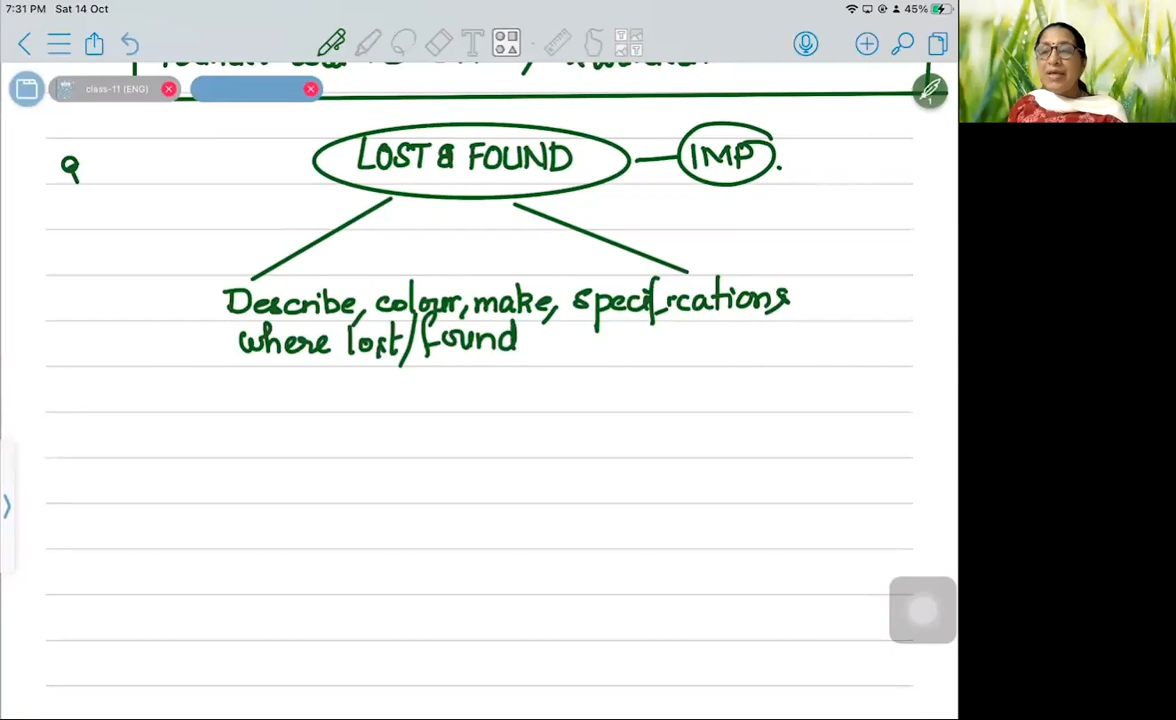 7:31 PM Sat 14 Oct
45%
class-11 (ENG)
1
Q
LOST & FOUND
IMP.
Describe, colour, make, specifications
where lost/found